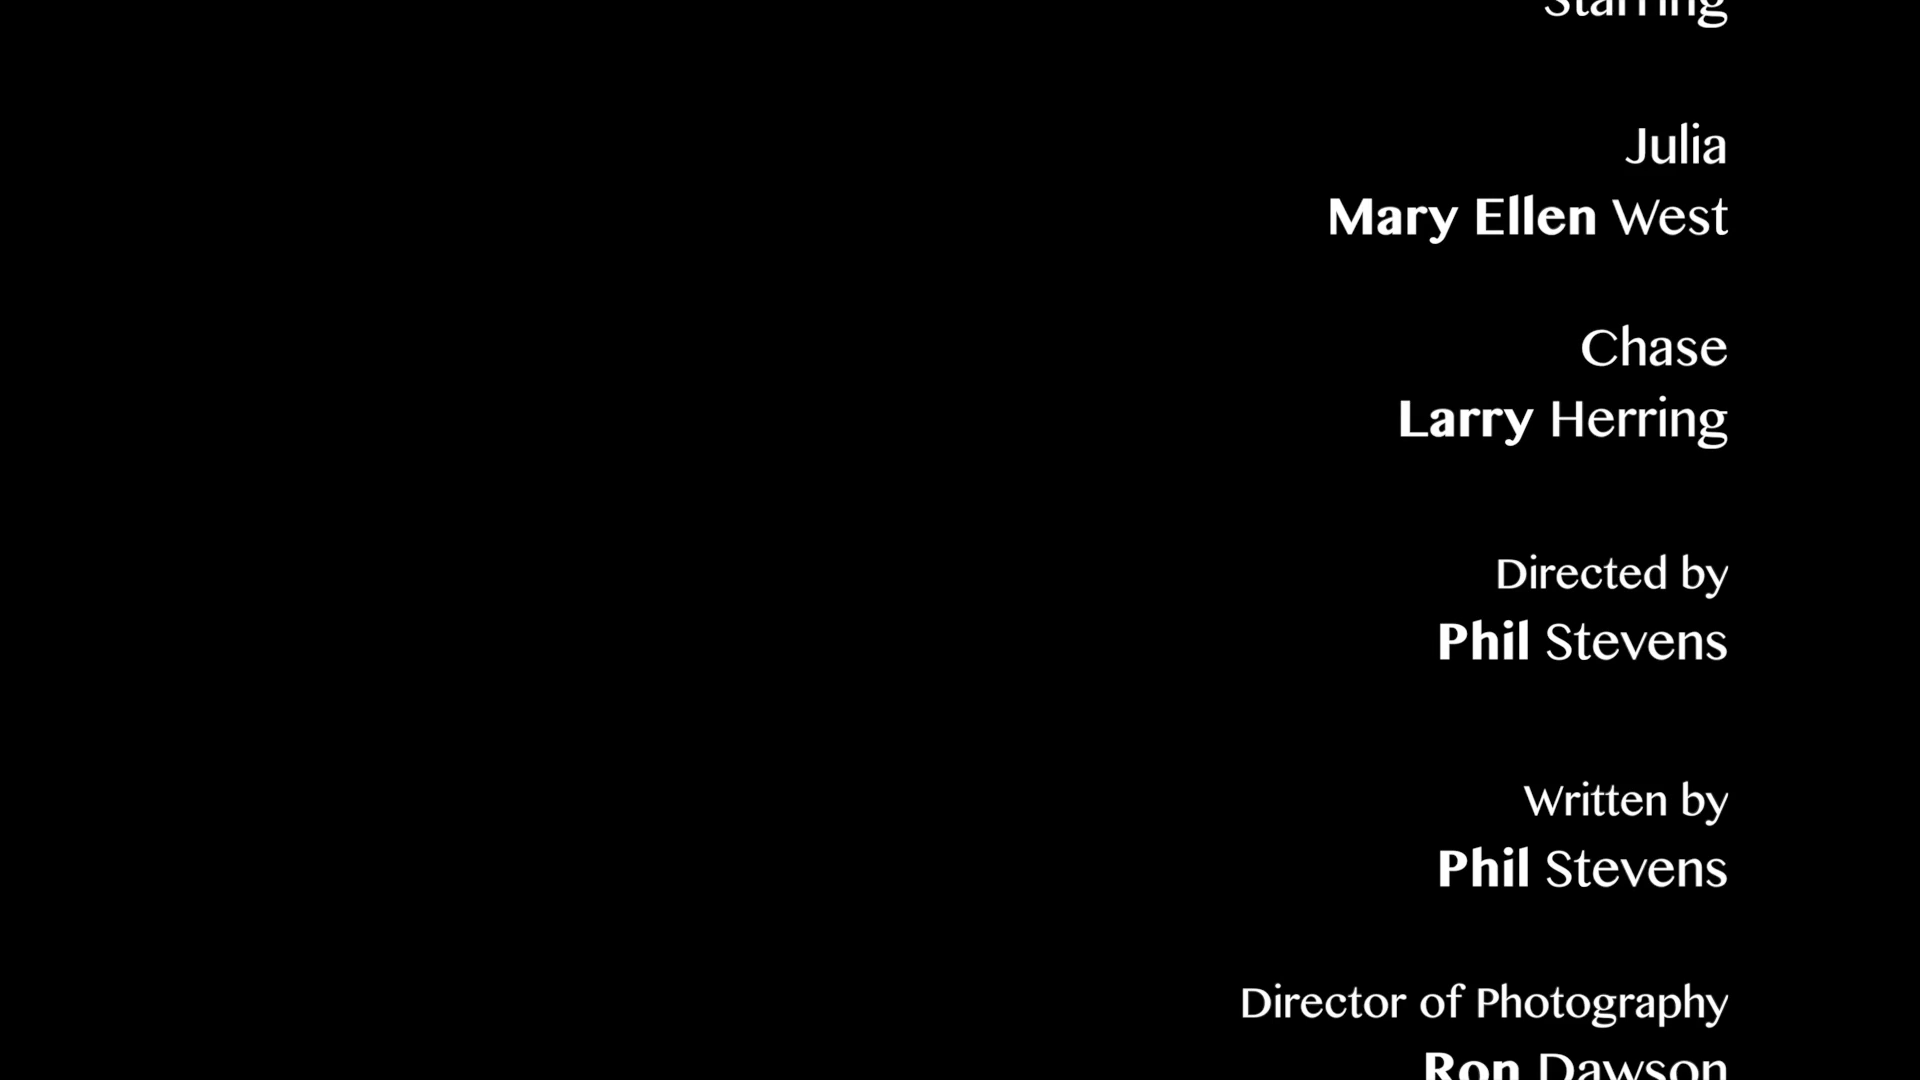 Starring
Julia
Mary Ellen West
Chase
Larry Herring
Directed by
Phil Stevens
Written by
Phil Stevens
Director of Photography
Ron Dawson